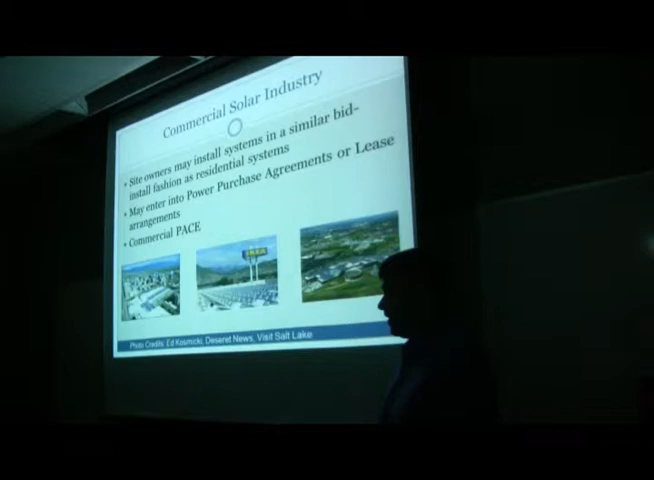 Commercial Solar Industry
• Site owners may install systems in a similar bid-
install fashion as residential systems
• May enter into Power Purchase Agreements or Lease
arrangements
• Commercial PACE
IKEA
Photo Credits: Ed Kosmicki, Deseret News, Visit Salt Lake